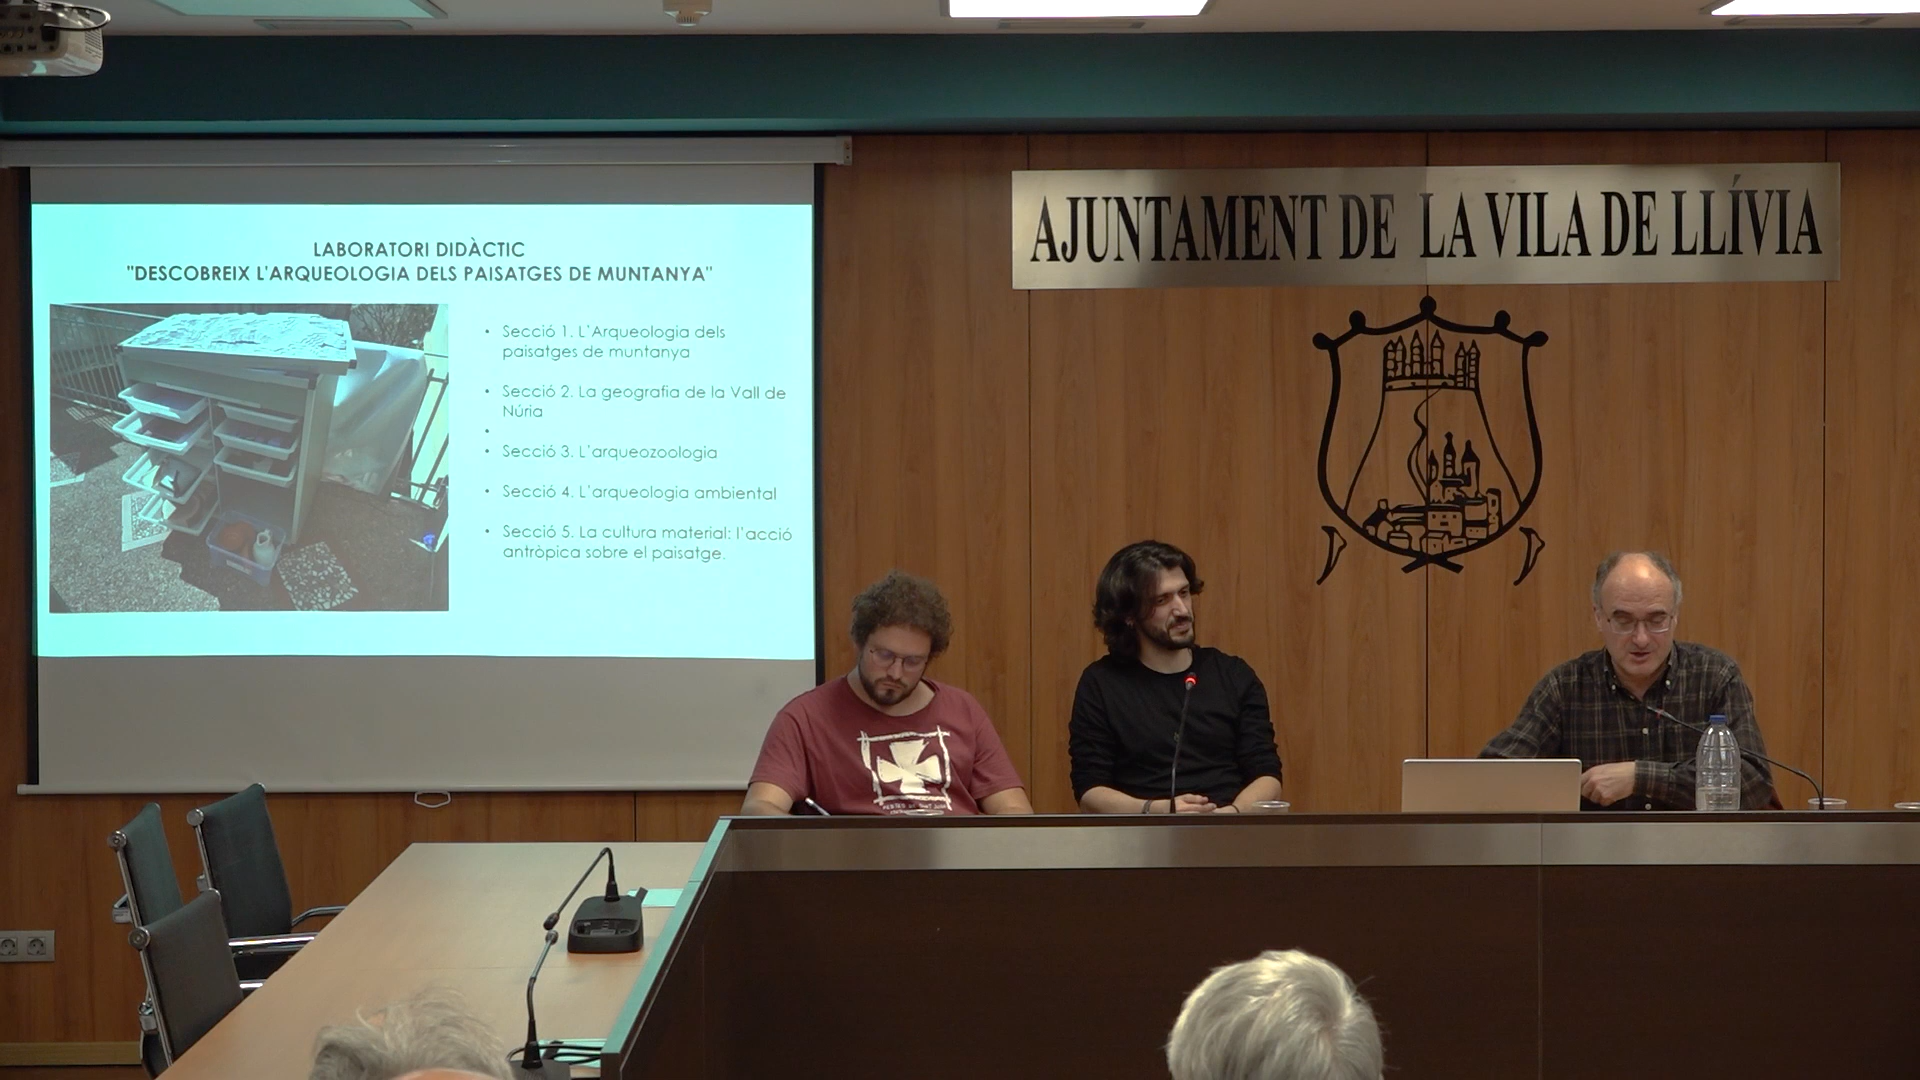 LABORATORI DIDÀCTIC
"DESCOBREIX L'ARQUEOLOGIA DELS PAISATGES DE MUNTANYA"
• Secció 1. L'Arqueologia dels
paisatges de muntanya
• Secció 2. La geografia de la Vall de
Núria
•
• Secció 3. L'arqueozoologia
• Secció 4. L'arqueologia ambiental
• Secció 5. La cultura material: l'acció
antròpica sobre el paisatge.
AJUNTAMENT DE LA VILA DE LLÍVIA